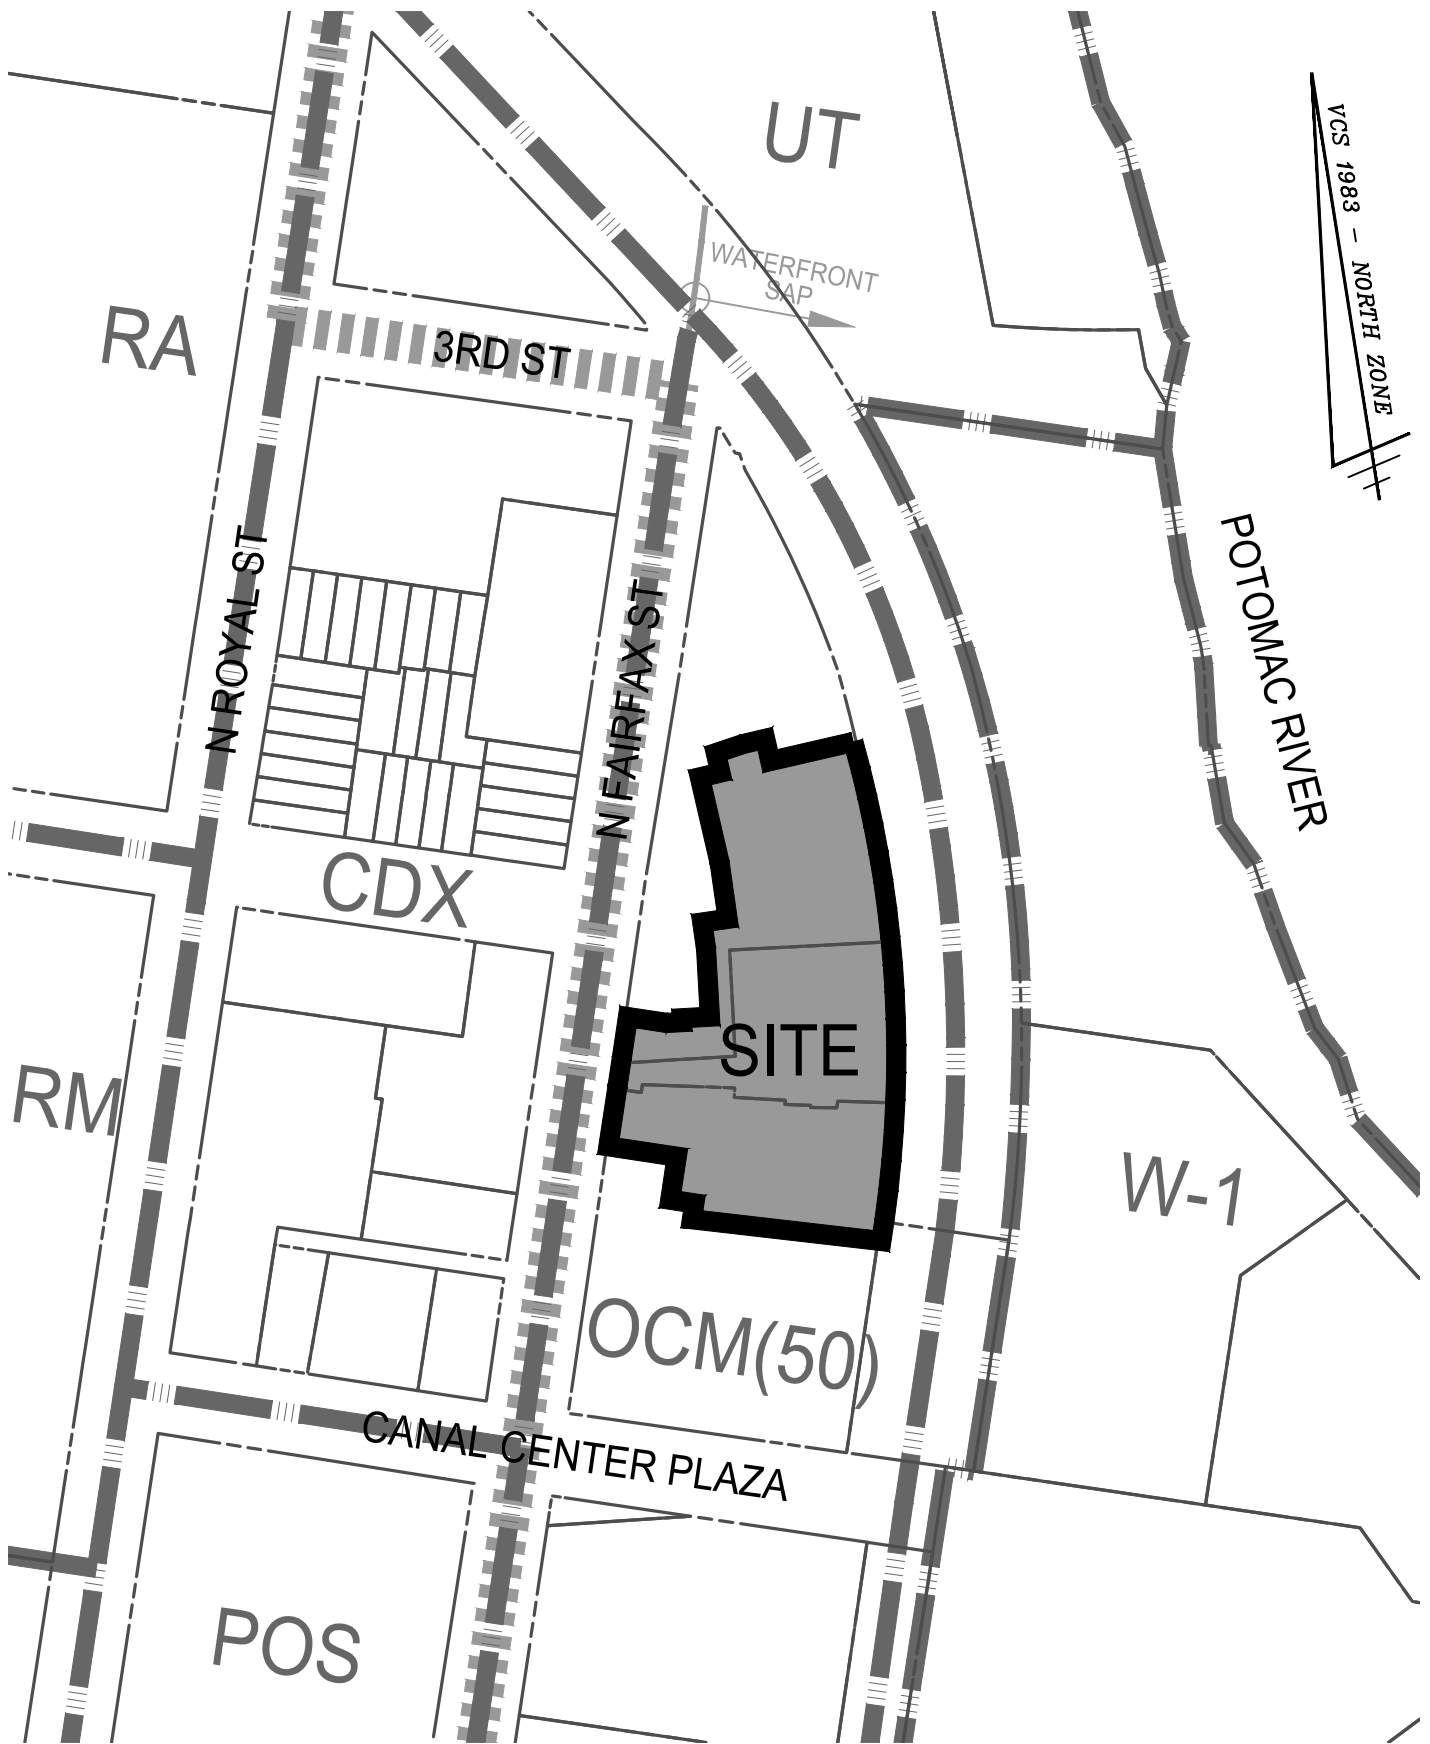 UT
VCS 1983 - NORTH ZONE
WATERFRONT
SAP
RA
3RD ST
N ROYAL ST
N FAIRFAX ST
POTOMAC RIVER
CDX
SITE
RM
W-1
OCM(50)
CANAL CENTER PLAZA
POS